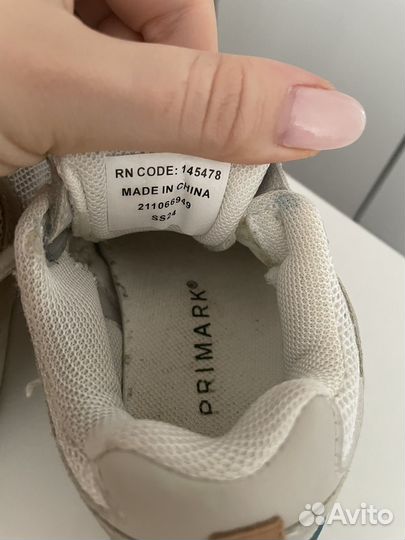 RN CODE: 145478
MADE IN CHINA
211066949
SS24
PRIMARK®
Avito